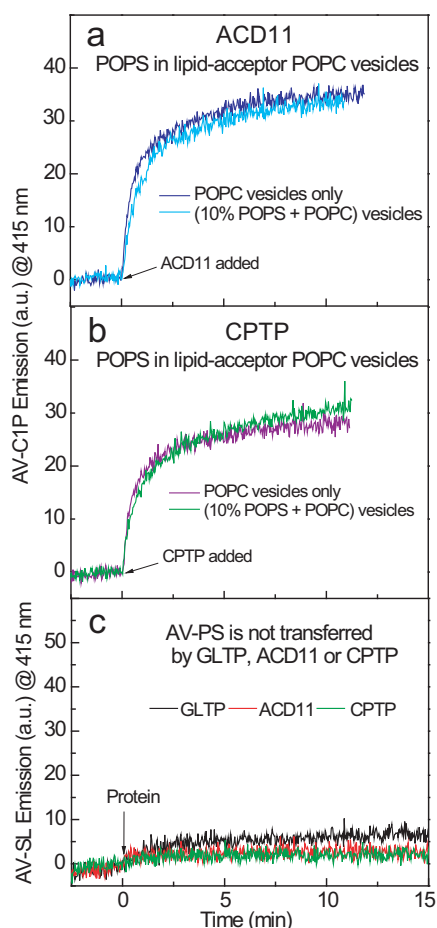 a
ACD11
POPS in lipid-acceptor POPC vesicles
40
30
20
10
0
POPC vesicles only
(10% POPS + POPC) vesicles
ACD11 added
AV-C1P Emission (a.u.) @ 415 nm
b
CPTP
POPS in lipid-acceptor POPC vesicles
40
30
20
10
0
POPC vesicles only
(10% POPS + POPC) vesicles
CPTP added
c
AV-PS is not transferred
by GLTP, ACD11 or CPTP
GLTP
ACD11
CPTP
50
40
30
20
10
0
Protein
AV-SL Emission (a.u.) @ 415 nm
0
5
10
15
Time (min)